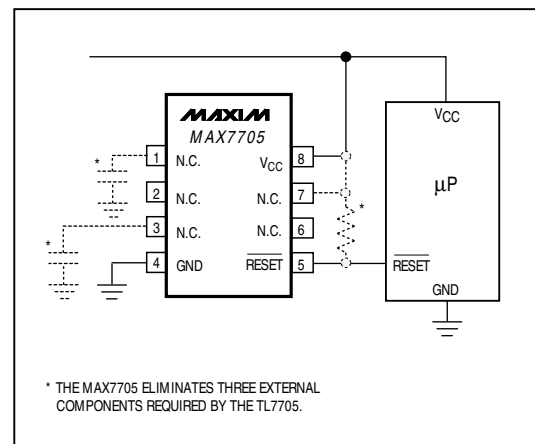 MAXIM
MAX7705
VCC
µP
* 1 N.C. VCC 8
2 N.C. N.C. 7 *
* 3 N.C. N.C. 6
4 GND RESET 5 RESET
GND
* THE MAX7705 ELIMINATES THREE EXTERNAL
COMPONENTS REQUIRED BY THE TL7705.